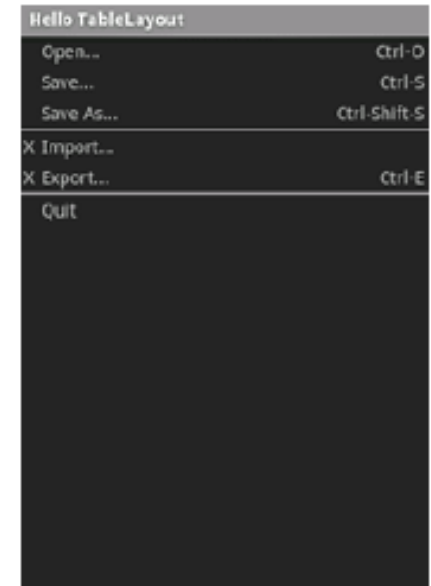 Hello TableLayout
Open... Ctrl-O
Save... Ctrl-S
Save As... Ctrl-Shift-S
X Import...
X Export... Ctrl-E
Quit